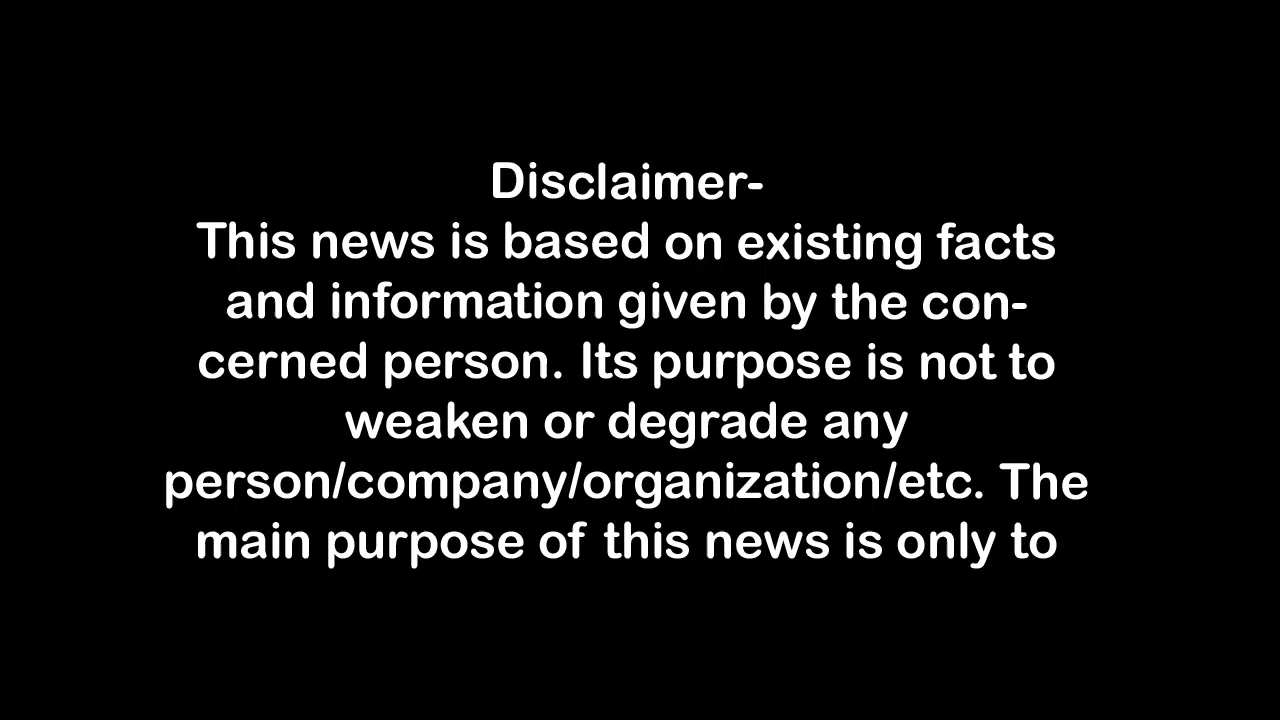 Disclaimer-
This news is based on existing facts
and information given by the con-
cerned person. Its purpose is not to
weaken or degrade any
person/company/organization/etc. The
main purpose of this news is only to